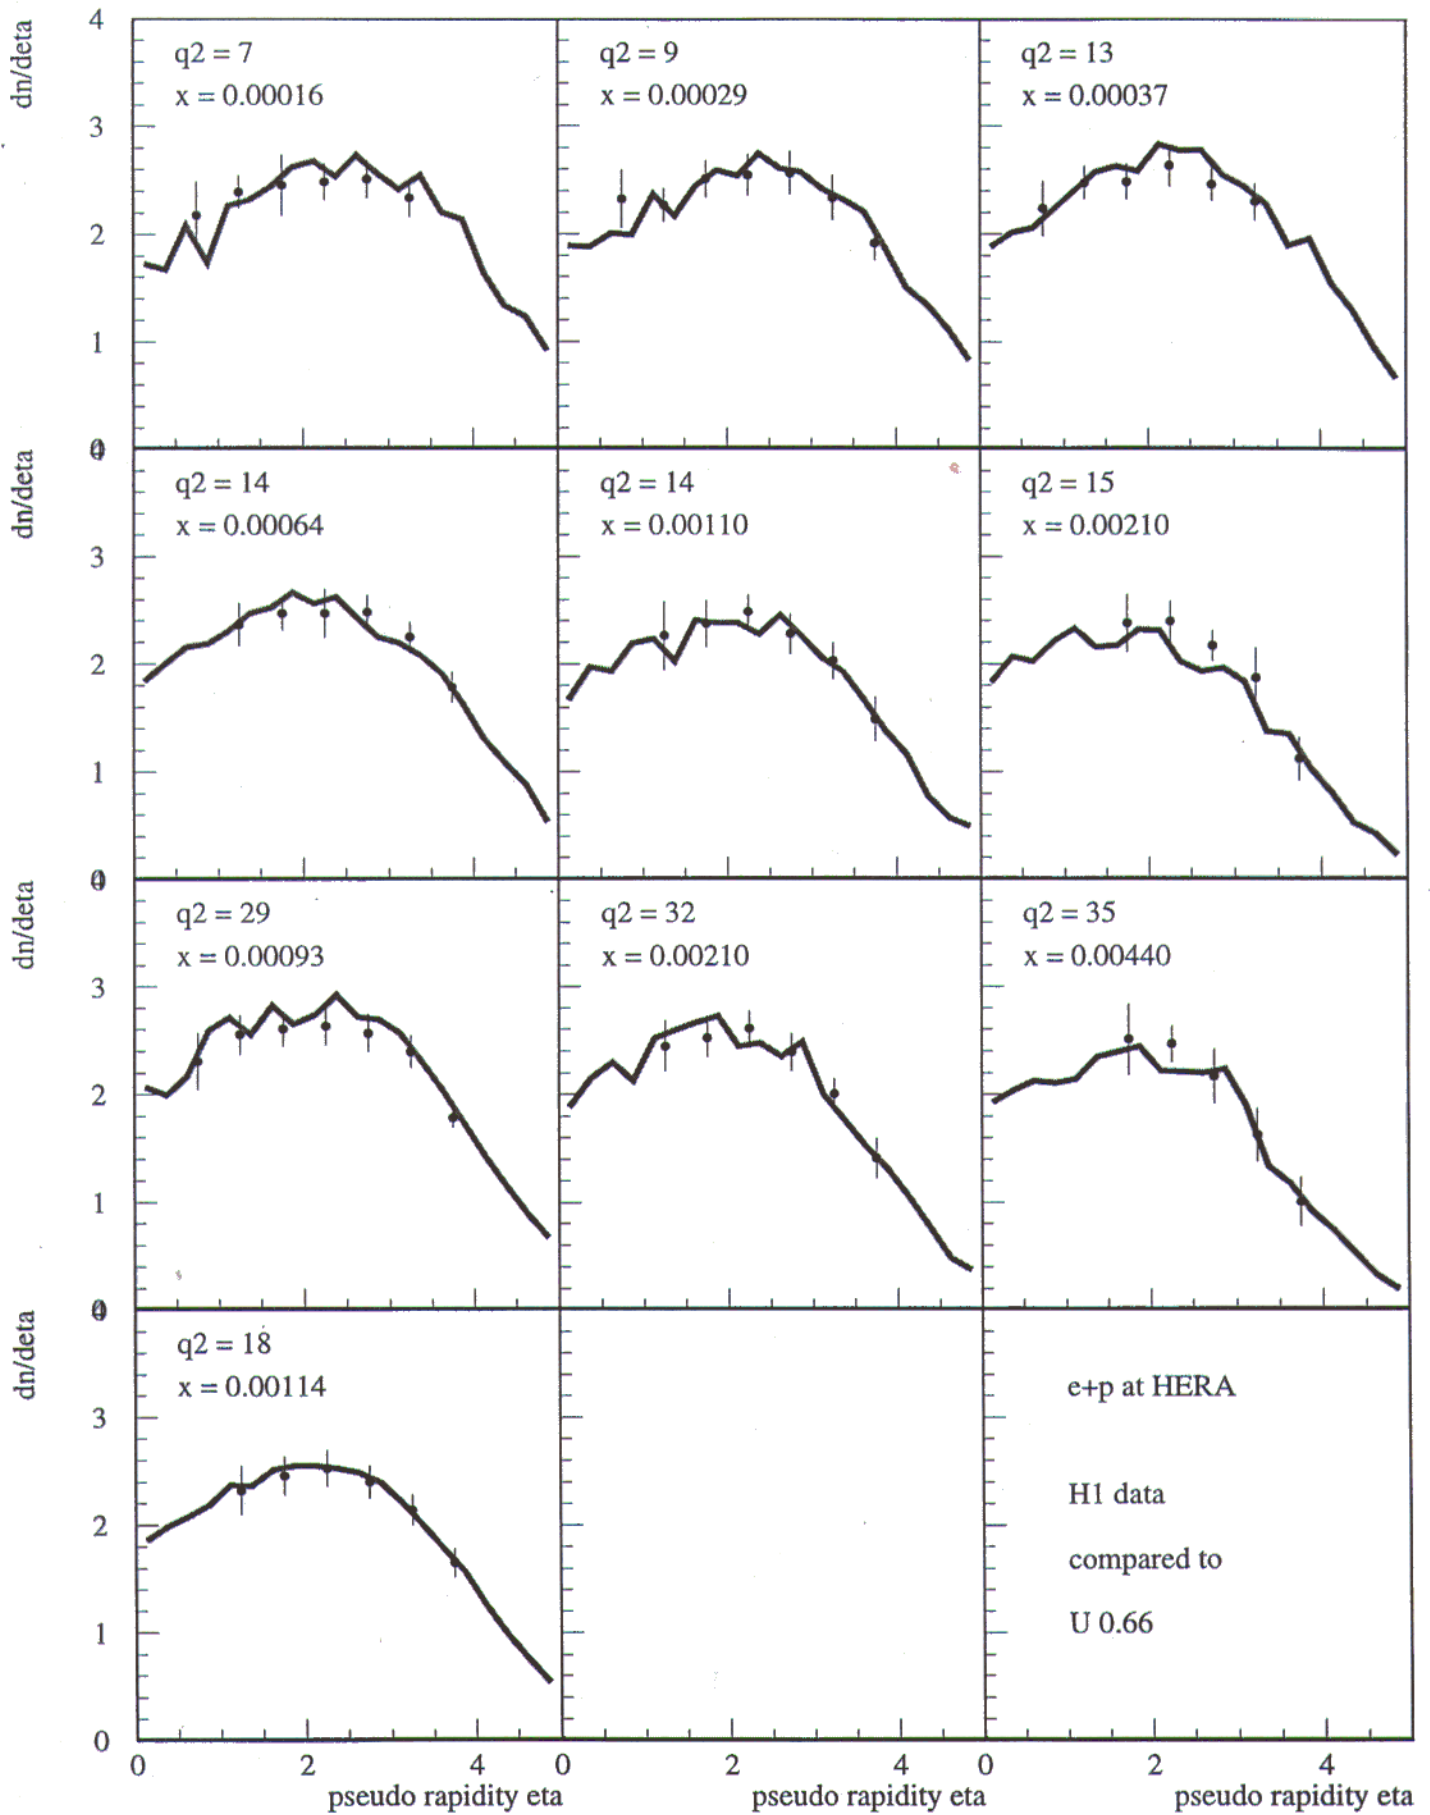 4
dn/deta
q2 = 7
x = 0.00016
q2 = 9
x = 0.00029
q2 = 13
x = 0.00037
3
2
1
0
4
dn/deta
q2 = 14
x = 0.00064
q2 = 14
x = 0.00110
q2 = 15
x = 0.00210
3
2
1
0
4
dn/deta
q2 = 29
x = 0.00093
q2 = 32
x = 0.00210
q2 = 35
x = 0.00440
3
2
1
0
4
dn/deta
q2 = 18
x = 0.00114
e+p at HERA
H1 data
compared to
U 0.66
3
2
1
0
0 2 4 0 2 4 0 2 4
pseudo rapidity eta pseudo rapidity eta pseudo rapidity eta